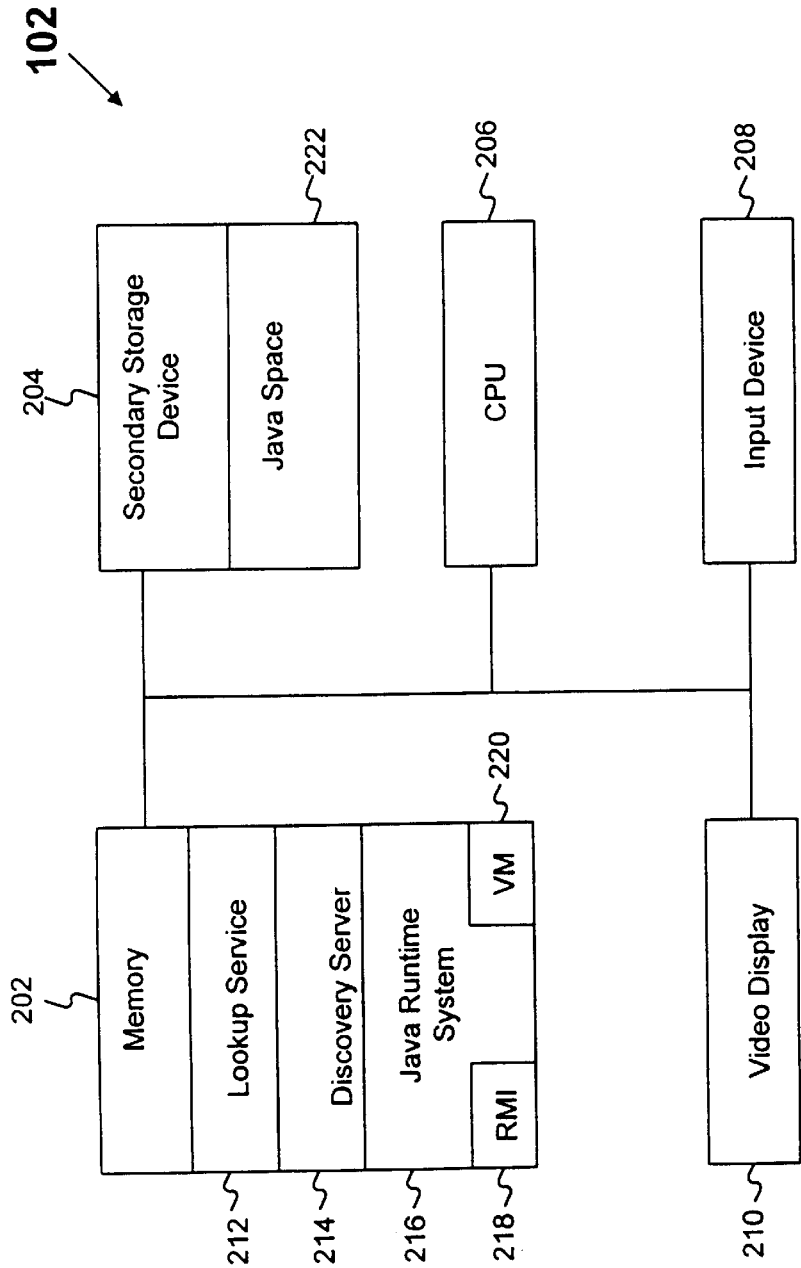 102
202
Memory
212
Lookup Service
214
Discovery Server
216
Java Runtime
System
218
RMI
VM
220
204
Secondary Storage
Device
Java Space
222
CPU
206
210
Video Display
Input Device
208